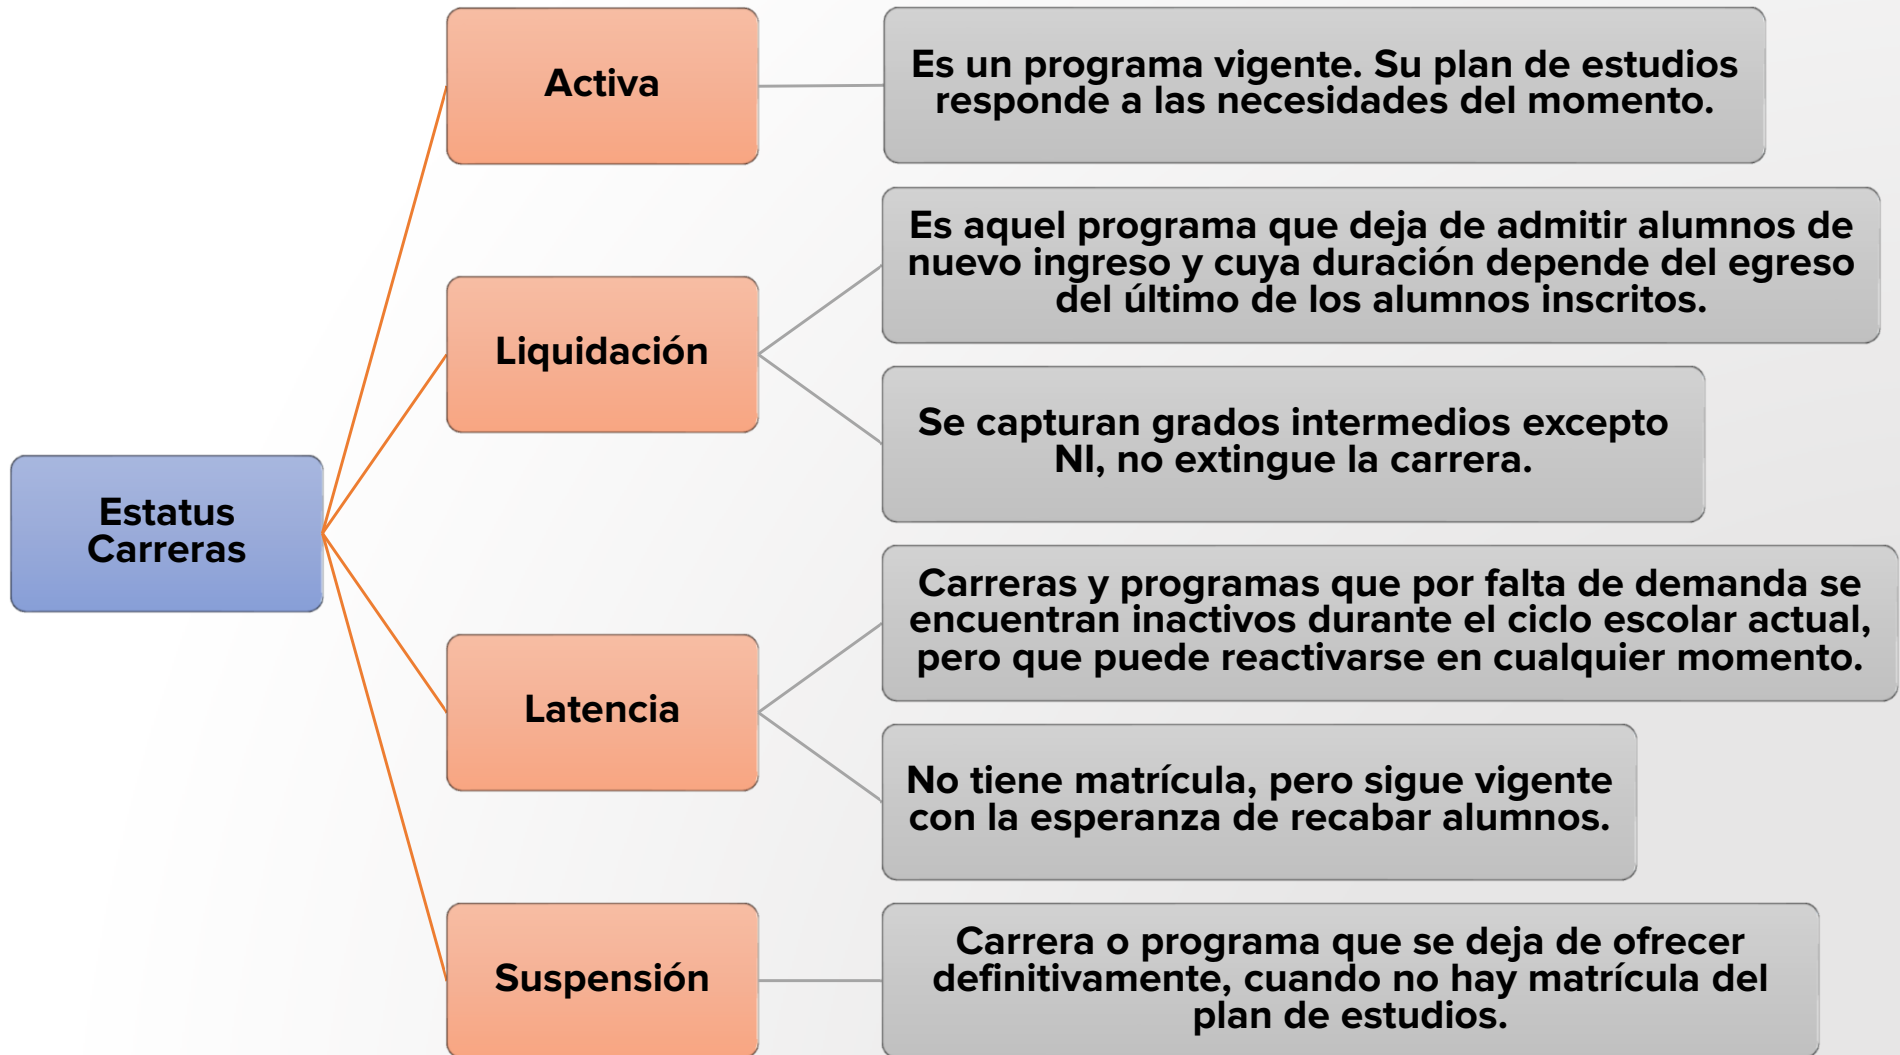 Estatus
Carreras
Activa
Es un programa vigente. Su plan de estudios
responde a las necesidades del momento.
Liquidación
Es aquel programa que deja de admitir alumnos de
nuevo ingreso y cuya duración depende del egreso
del último de los alumnos inscritos.
Se capturan grados intermedios excepto
NI, no extingue la carrera.
Latencia
Carreras y programas que por falta de demanda se
encuentran inactivos durante el ciclo escolar actual,
pero que puede reactivarse en cualquier momento.
No tiene matrícula, pero sigue vigente
con la esperanza de recabar alumnos.
Suspensión
Carrera o programa que se deja de ofrecer
definitivamente, cuando no hay matrícula del
plan de estudios.